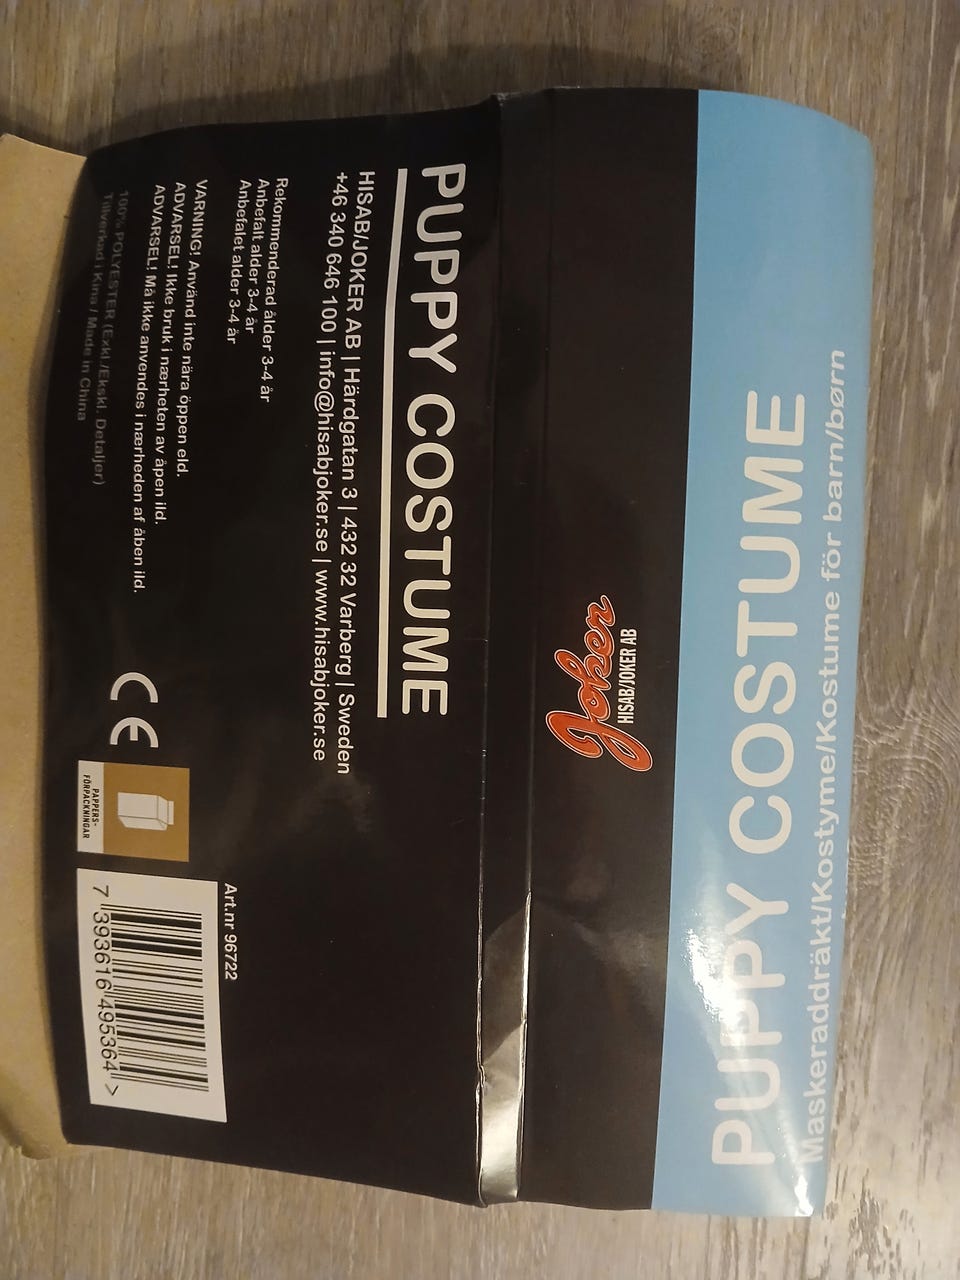 PUPPY COSTUME
Maskeraddräkt/Kostyme/Kostume för barn/børn
Joker
HISAB/JOKER AB
PUPPY COSTUME
HISAB/JOKER AB | Härdgatan 3 | 432 32 Varberg | Sweden
+46 340 646 100 | info@hisabjoker.se | www.hisabjoker.se
Rekommenderad ålder 3-4 år
Anbefalt alder 3-4 år
Anbefalet alder 3-4 år
VARNING! Använd inte nära öppen eld.
ADVARSEL! Ikke bruk i nærheten av åpen ild.
ADVARSEL! Må ikke anvendes i nærheden af åben ild.
100% POLYESTER (Exkl./Ekskl. Detaljer)
Tillverkad i Kina / Made in China
CE
PAPPERS-
FÖRPACKNINGAR
Art.nr 96722
7 393616 495364 >